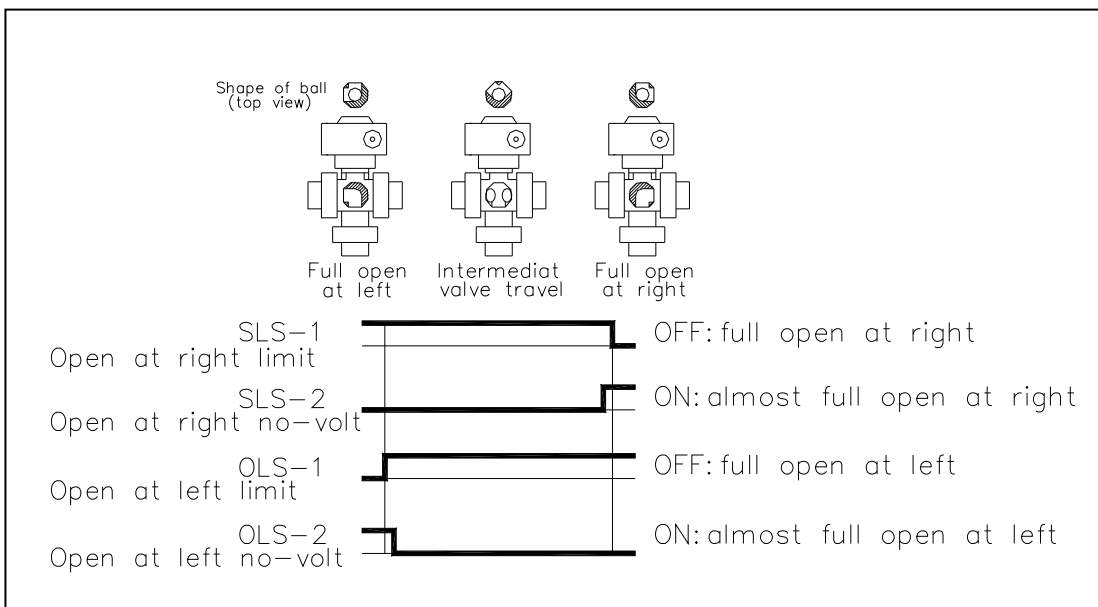 Shape of ball
(top view)
Full open
at left
Intermediat
valve travel
Full open
at right
SLS-1
Open at right limit
OFF: full open at right
SLS-2
Open at right no-volt
ON: almost full open at right
OLS-1
Open at left limit
OFF: full open at left
OLS-2
Open at left no-volt
ON: almost full open at left